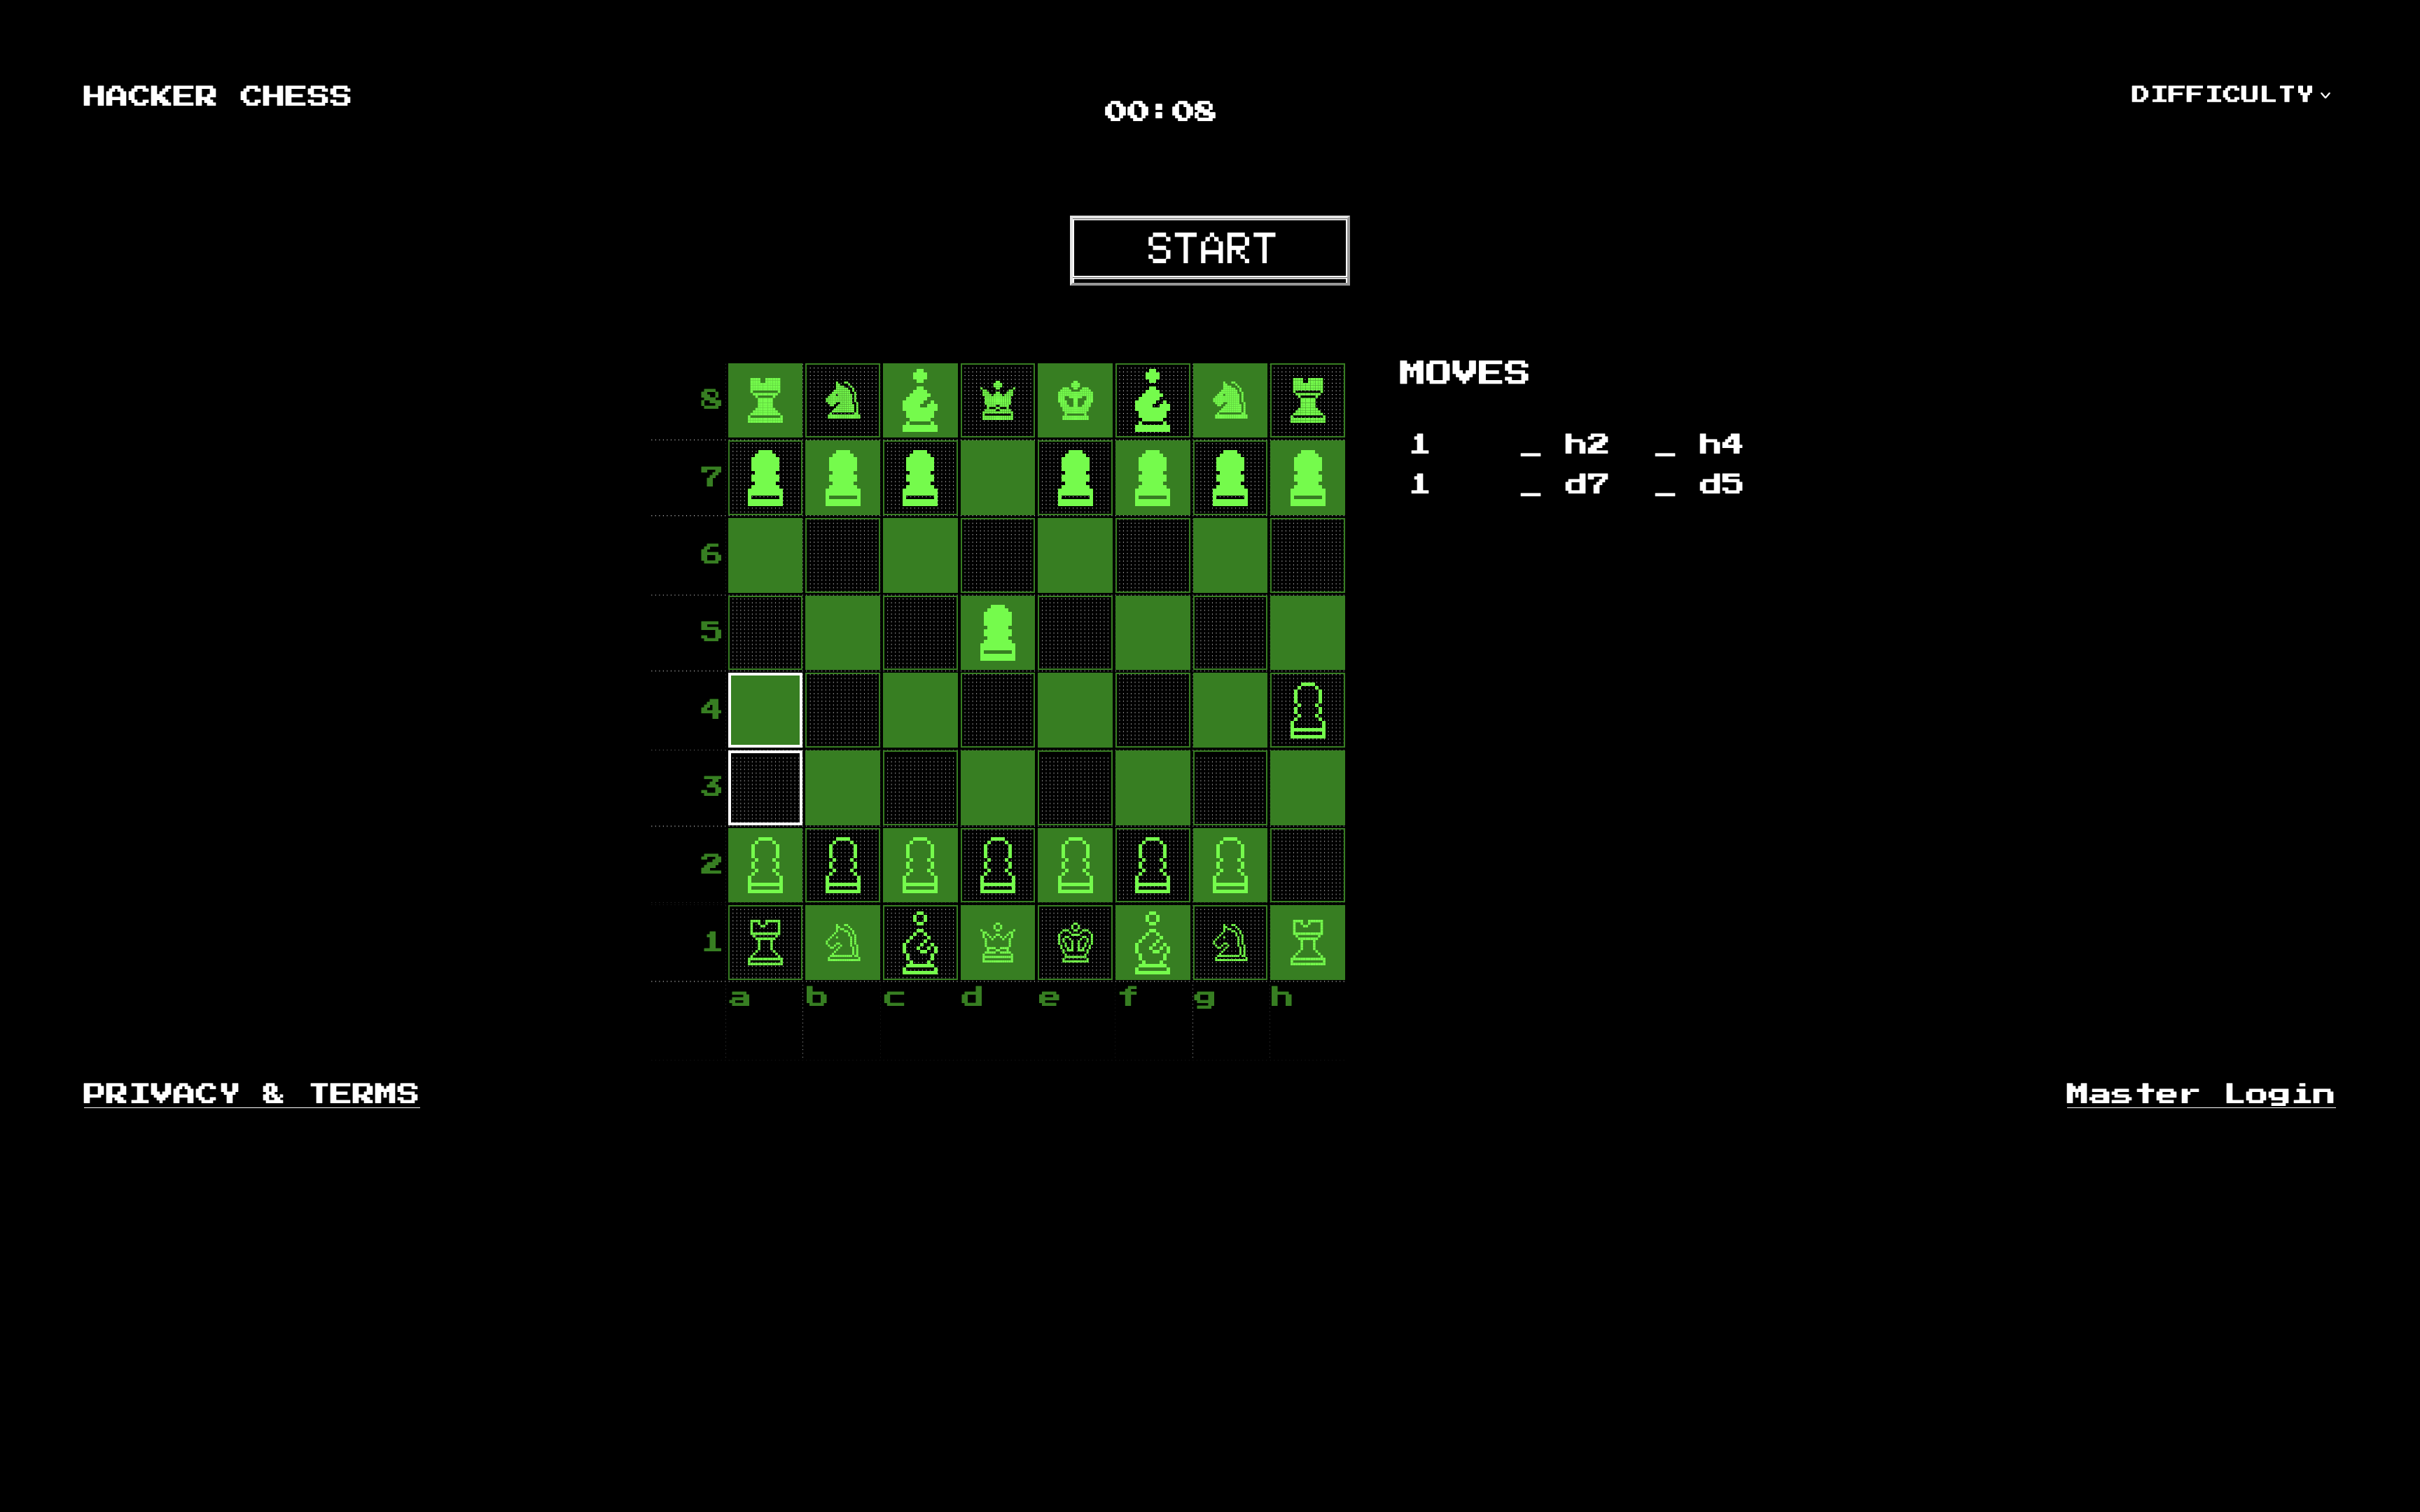 HACKER CHESS
00:08
DIFFICULTY
START
MOVES
1 _ h2 _ h4
1 _ d7 _ d5
8
7
6
5
4
3
2
1
a b c d e f g h
PRIVACY & TERMS
Master Login